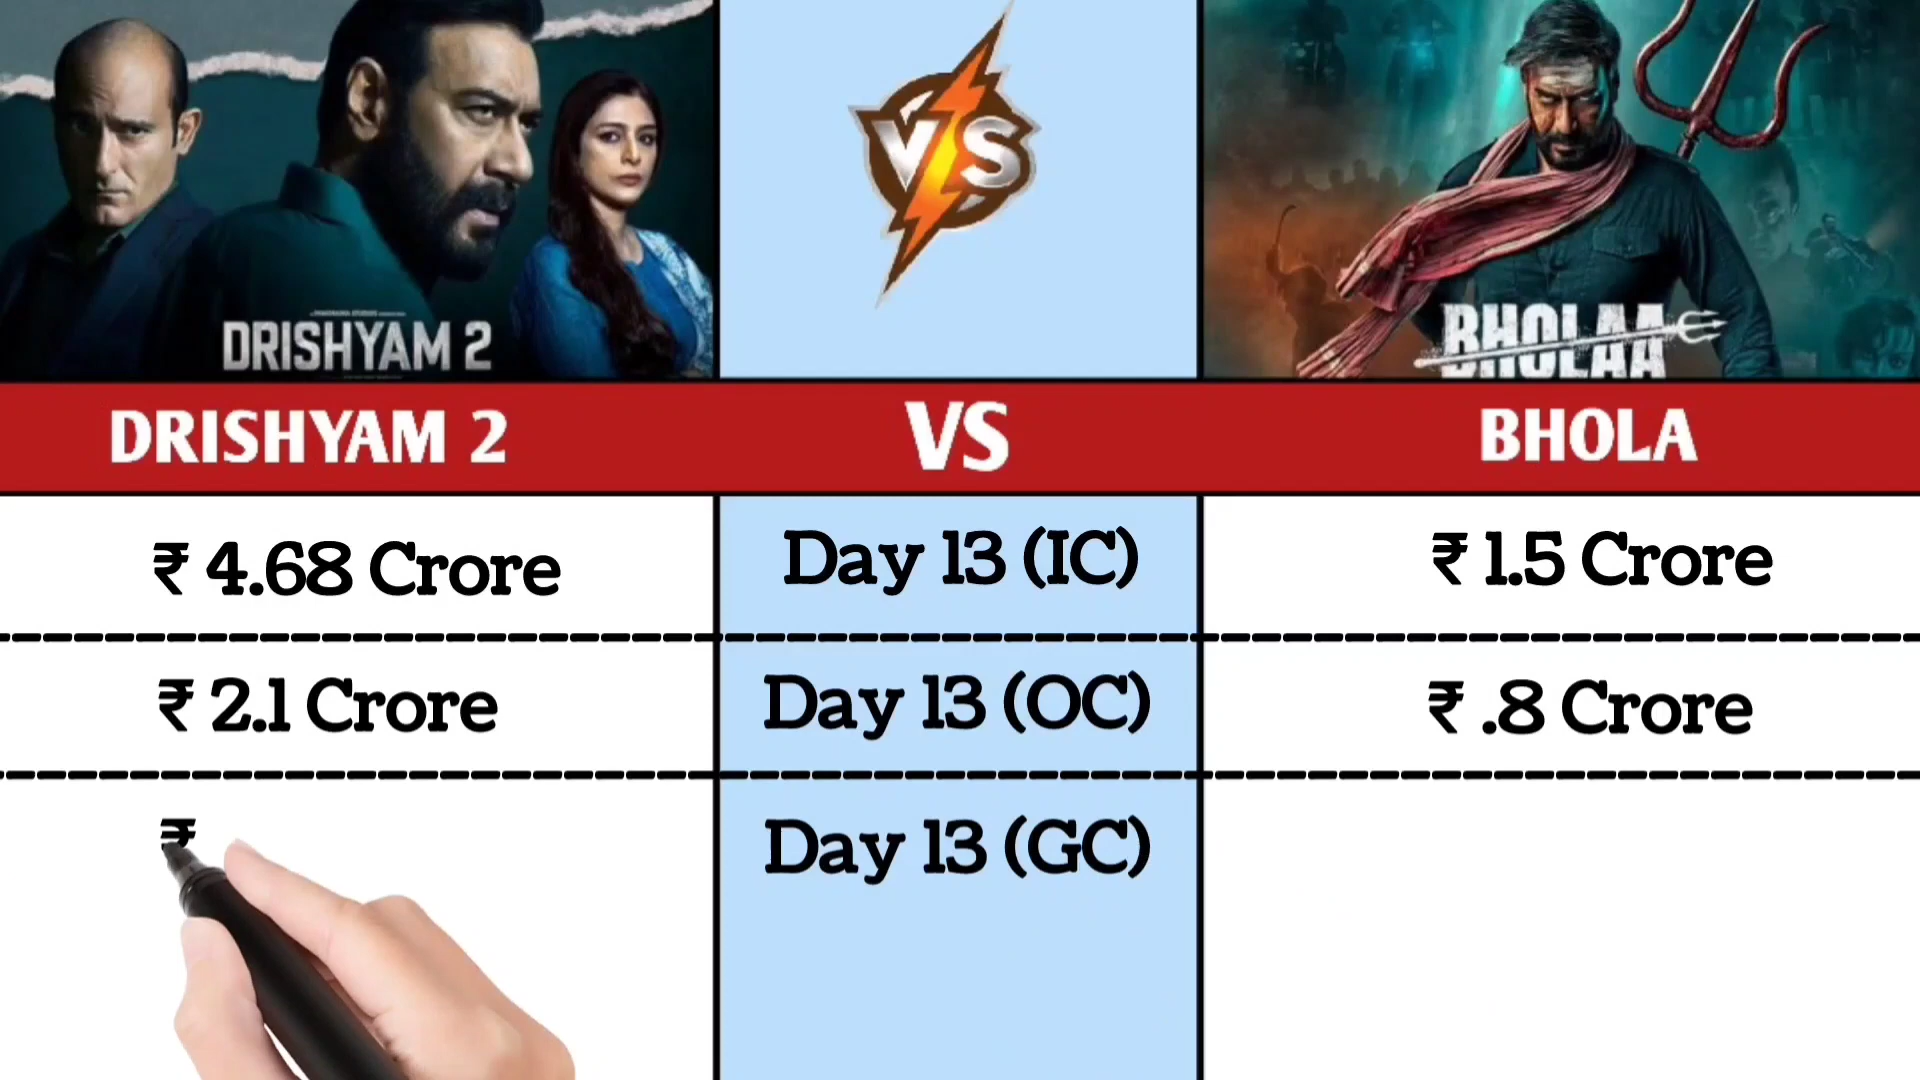 DRISHYAM 2
VS
BHOLAA
DRISHYAM 2
VS
BHOLA
₹ 4.68 Crore
Day 13 (IC)
₹ 1.5 Crore
₹ 2.1 Crore
Day 13 (OC)
₹ .8 Crore
₹
Day 13 (GC)